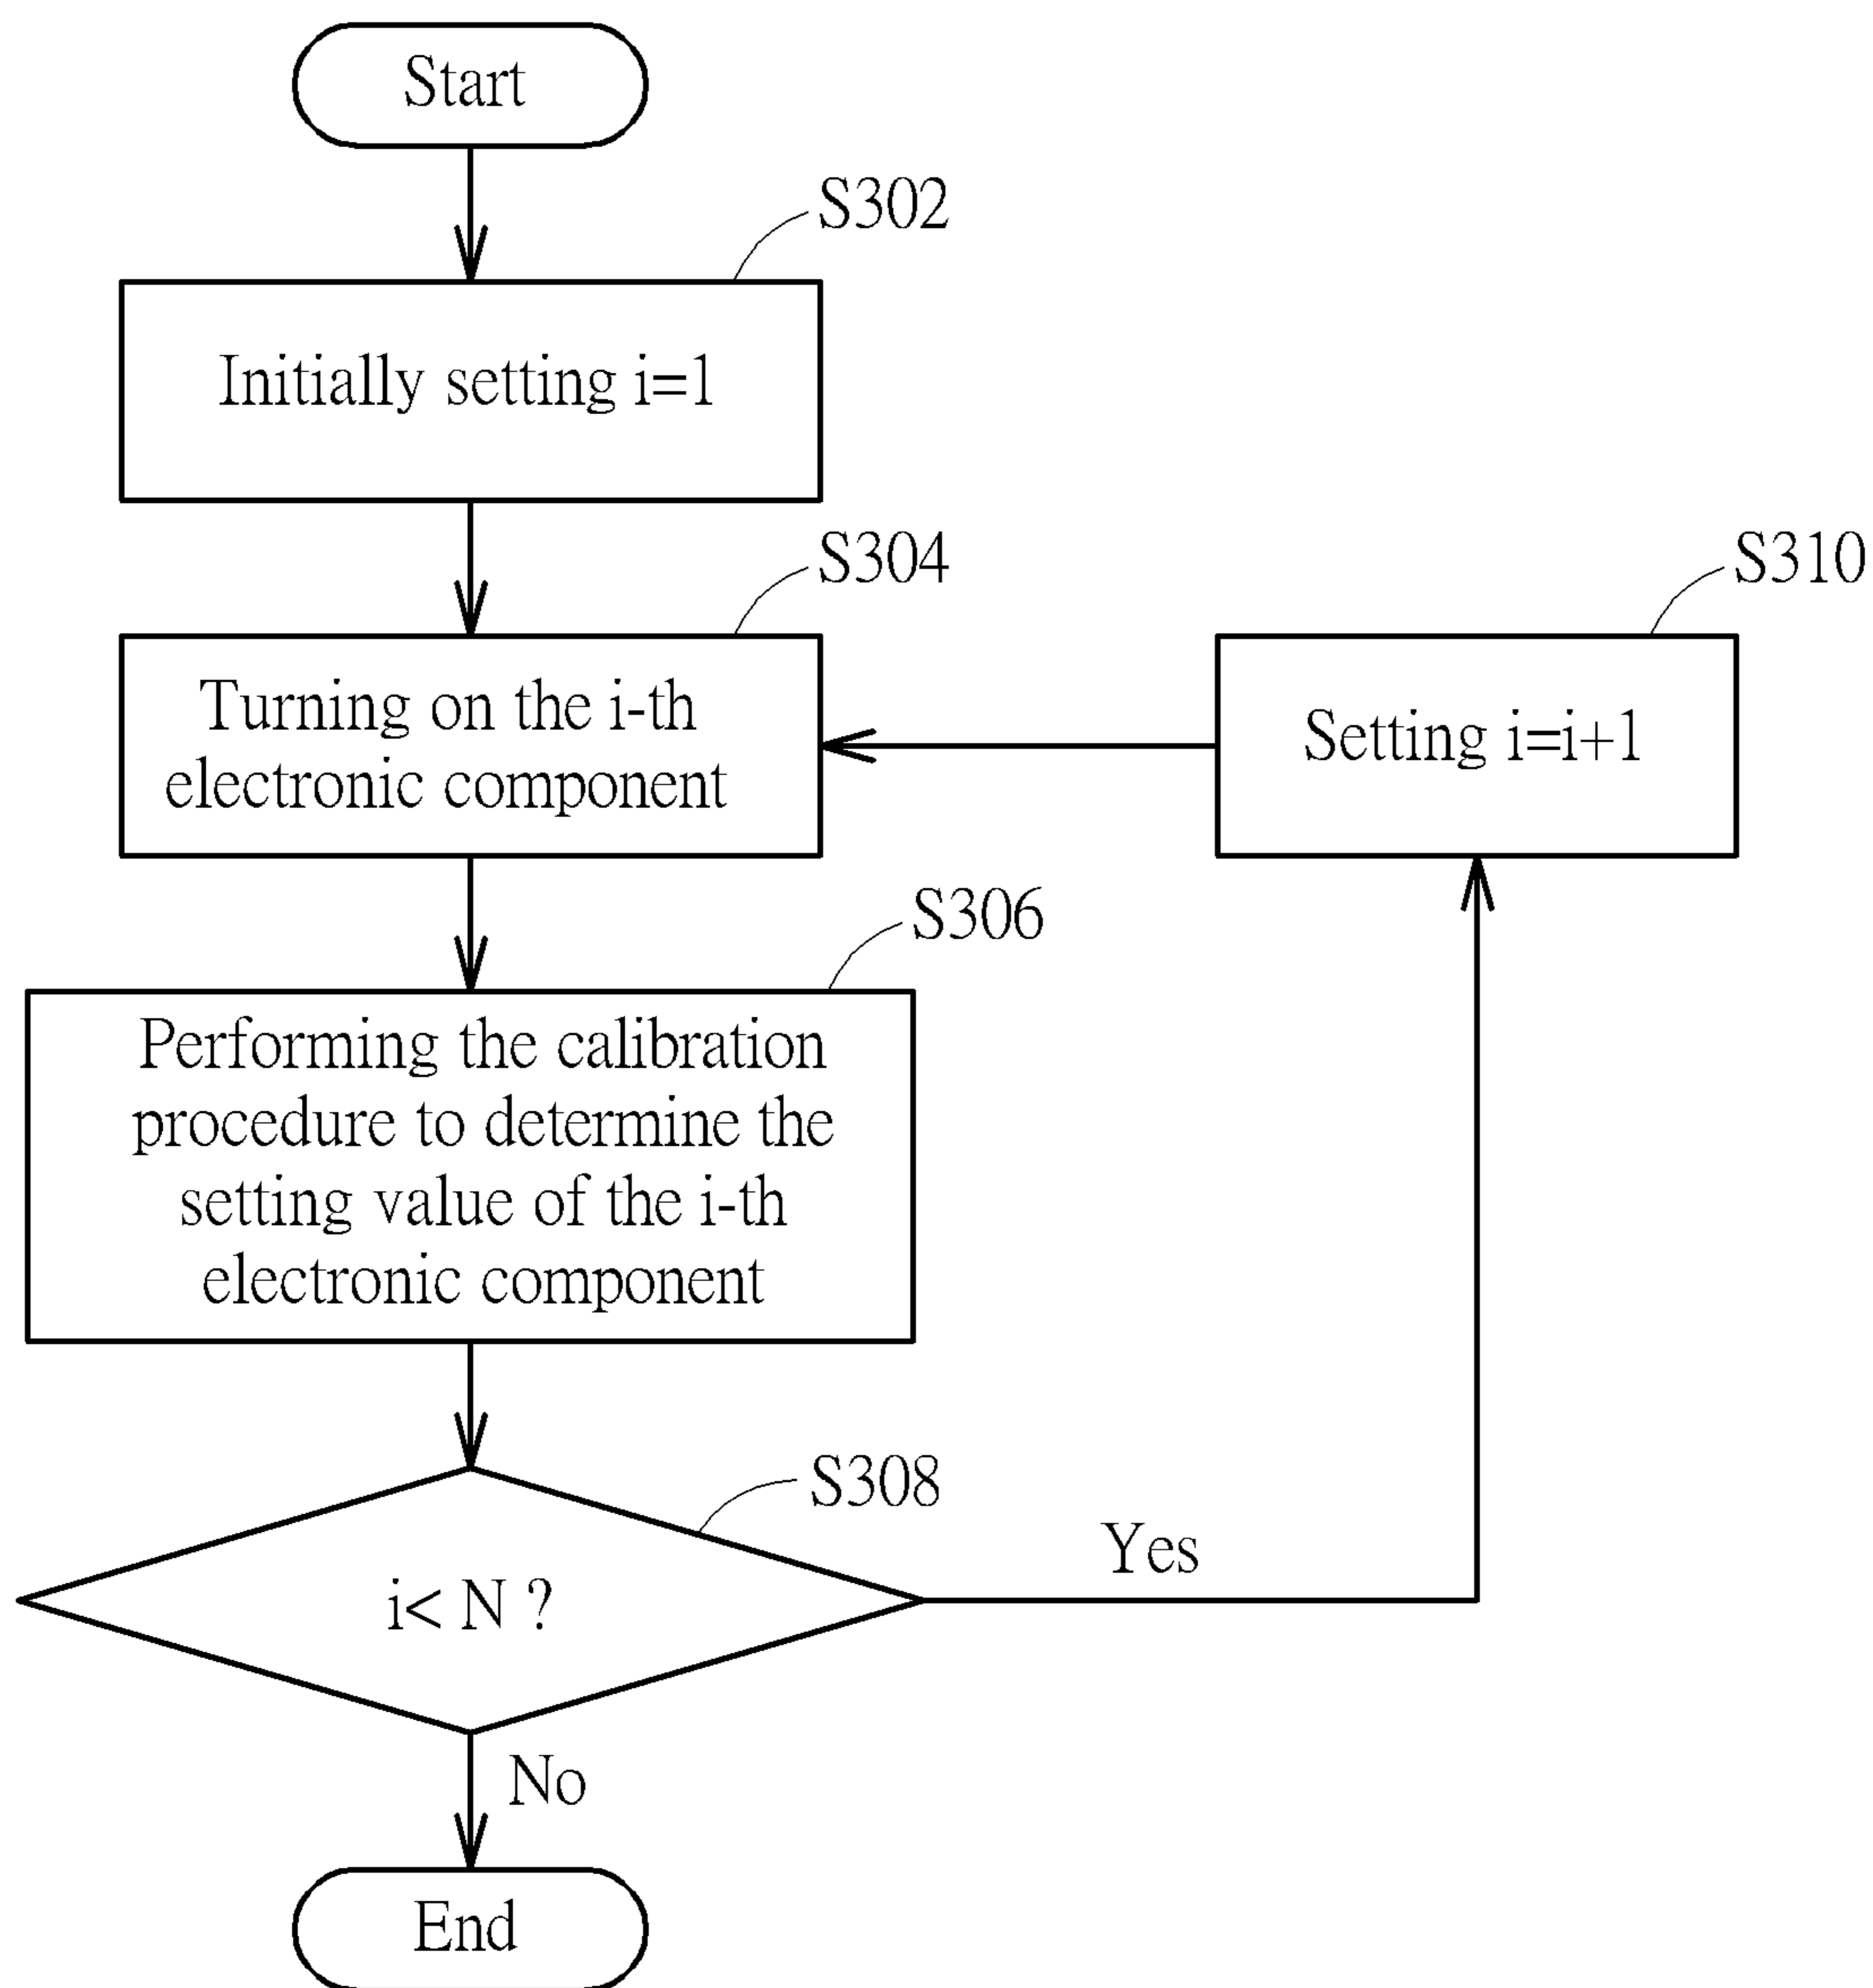 Start
S302
Initially setting i=1
S304
S310
Turning on the i-th
electronic component
Setting i=i+1
S306
Performing the calibration
procedure to determine the
setting value of the i-th
electronic component
S308
i< N ?
Yes
No
End